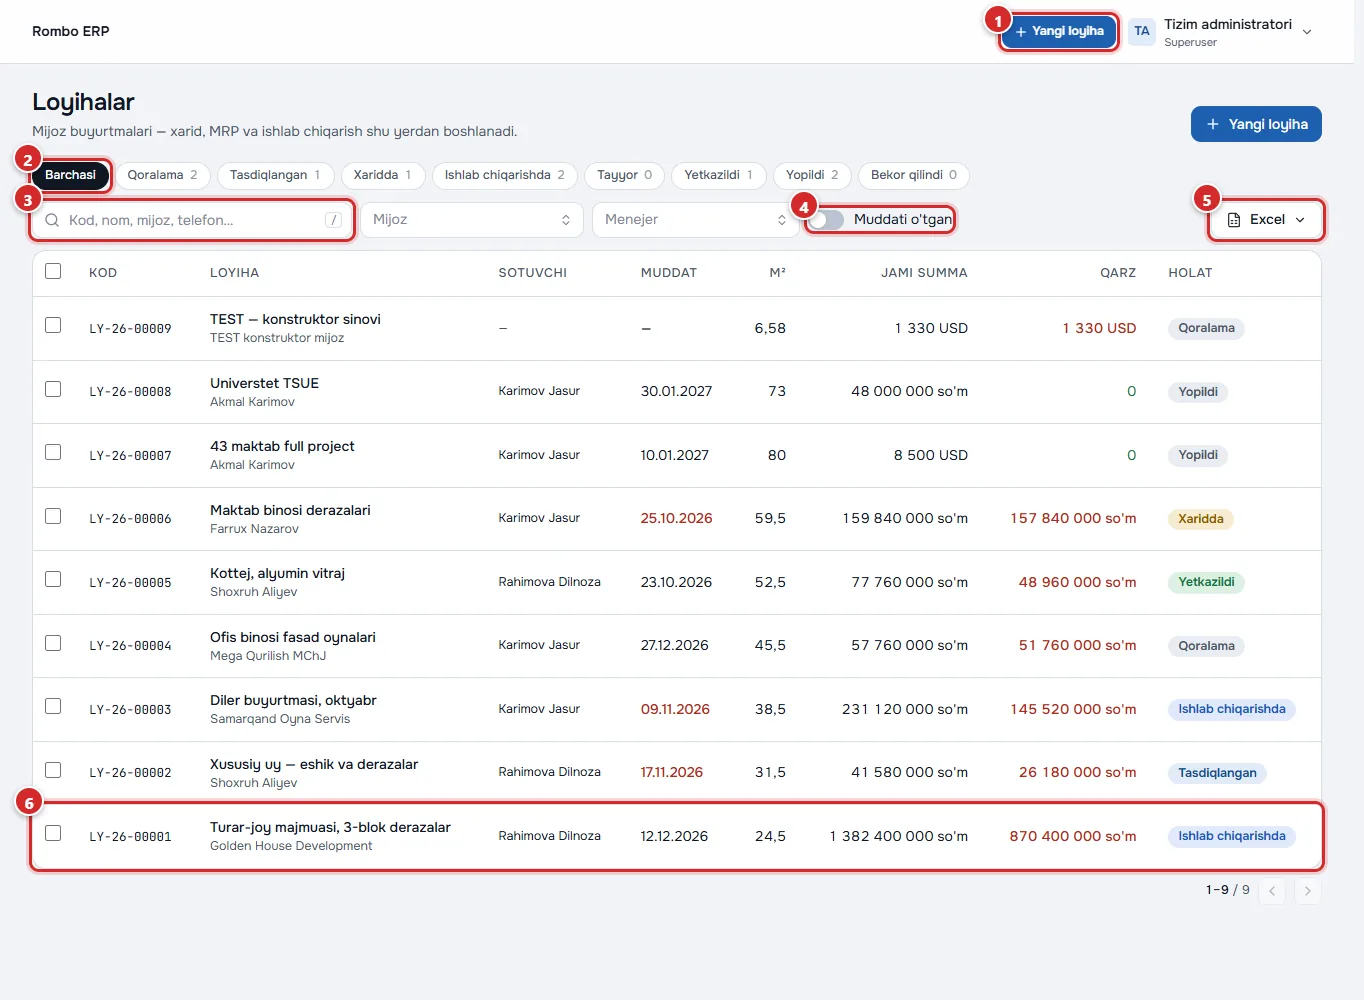 Rombo ERP
1
+ Yangi loyiha
TA
Tizim administratori
Superuser
Loyihalar
Mijoz buyurtmalari — xarid, MRP va ishlab chiqarish shu yerdan boshlanadi.
+ Yangi loyiha
2
Barchasi
Qoralama 2
Tasdiqlangan 1
Xaridda 1
Ishlab chiqarishda 2
Tayyor 0
Yetkazildi 1
Yopildi 2
Bekor qilindi 0
3
Kod, nom, mijoz, telefon... /
Mijoz
Menejer
4
Muddati o'tgan
5
Excel
KOD LOYIHA SOTUVCHI MUDDAT M² JAMI SUMMA QARZ HOLAT
LY-26-00009 TEST — konstruktor sinovi – — 6,58 1 330 USD 1 330 USD Qoralama
TEST konstruktor mijoz
LY-26-00008 Universtet TSUE Karimov Jasur 30.01.2027 73 48 000 000 so'm 0 Yopildi
Akmal Karimov
LY-26-00007 43 maktab full project Karimov Jasur 10.01.2027 80 8 500 USD 0 Yopildi
Akmal Karimov
LY-26-00006 Maktab binosi derazalari Karimov Jasur 25.10.2026 59,5 159 840 000 so'm 157 840 000 so'm Xaridda
Farrux Nazarov
LY-26-00005 Kottej, alyumin vitraj Rahimova Dilnoza 23.10.2026 52,5 77 760 000 so'm 48 960 000 so'm Yetkazildi
Shoxruh Aliyev
LY-26-00004 Ofis binosi fasad oynalari Karimov Jasur 27.12.2026 45,5 57 760 000 so'm 51 760 000 so'm Qoralama
Mega Qurilish MChJ
LY-26-00003 Diler buyurtmasi, oktyabr Karimov Jasur 09.11.2026 38,5 231 120 000 so'm 145 520 000 so'm Ishlab chiqarishda
Samarqand Oyna Servis
LY-26-00002 Xususiy uy — eshik va derazalar Rahimova Dilnoza 17.11.2026 31,5 41 580 000 so'm 26 180 000 so'm Tasdiqlangan
Shoxruh Aliyev
6
LY-26-00001 Turar-joy majmuasi, 3-blok derazalar Rahimova Dilnoza 12.12.2026 24,5 1 382 400 000 so'm 870 400 000 so'm Ishlab chiqarishda
Golden House Development
1–9 / 9